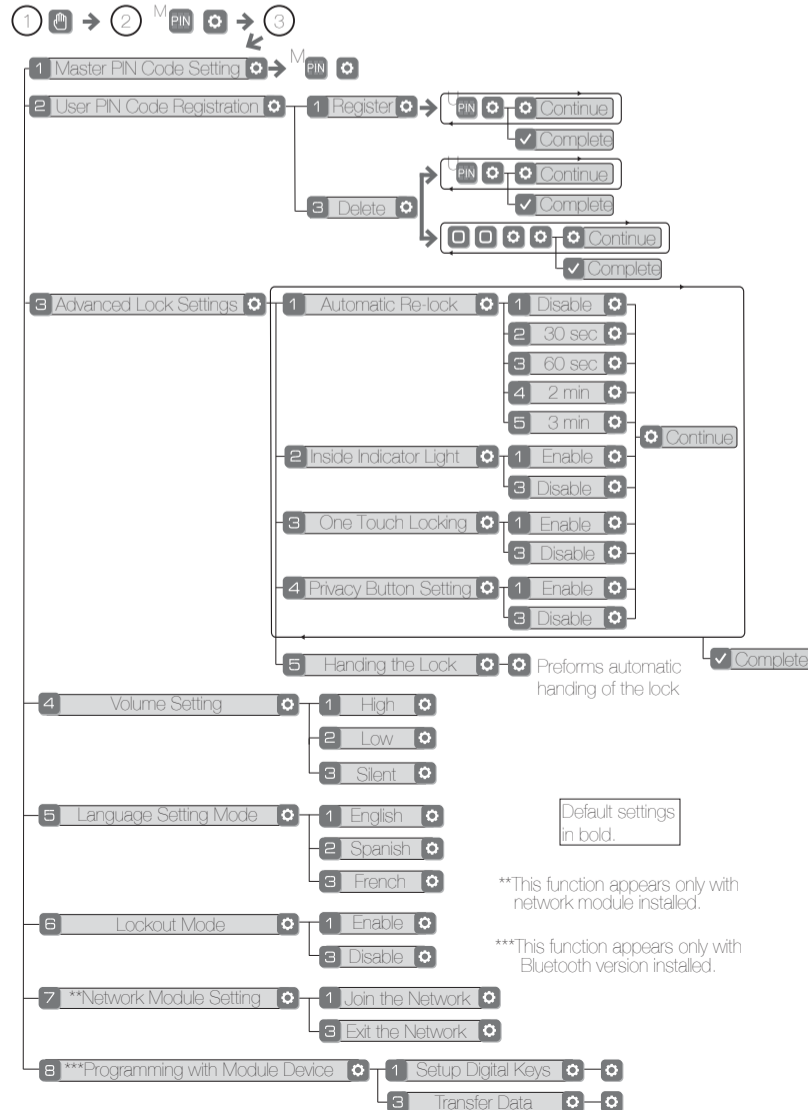 1 2 M PIN 3
1 Master PIN Code Setting M PIN
2 User PIN Code Registration 1 Register U PIN Continue
Complete
3 Delete U PIN Continue
Complete
Continue
Complete
3 Advanced Lock Settings 1 Automatic Re-lock 1 Disable
2 30 sec
3 60 sec
4 2 min
5 3 min
Continue
2 Inside Indicator Light 1 Enable
3 Disable
3 One Touch Locking 1 Enable
3 Disable
4 Privacy Button Setting 1 Enable
3 Disable
Complete
5 Handing the Lock Preforms automatic
handing of the lock
4 Volume Setting 1 High
2 Low
3 Silent
5 Language Setting Mode 1 English
2 Spanish
3 French
Default settings
in bold.
**This function appears only with
network module installed.
6 Lockout Mode 1 Enable
3 Disable
***This function appears only with
Bluetooth version installed.
7 **Network Module Setting 1 Join the Network
3 Exit the Network
8 ***Programming with Module Device 1 Setup Digital Keys
3 Transfer Data